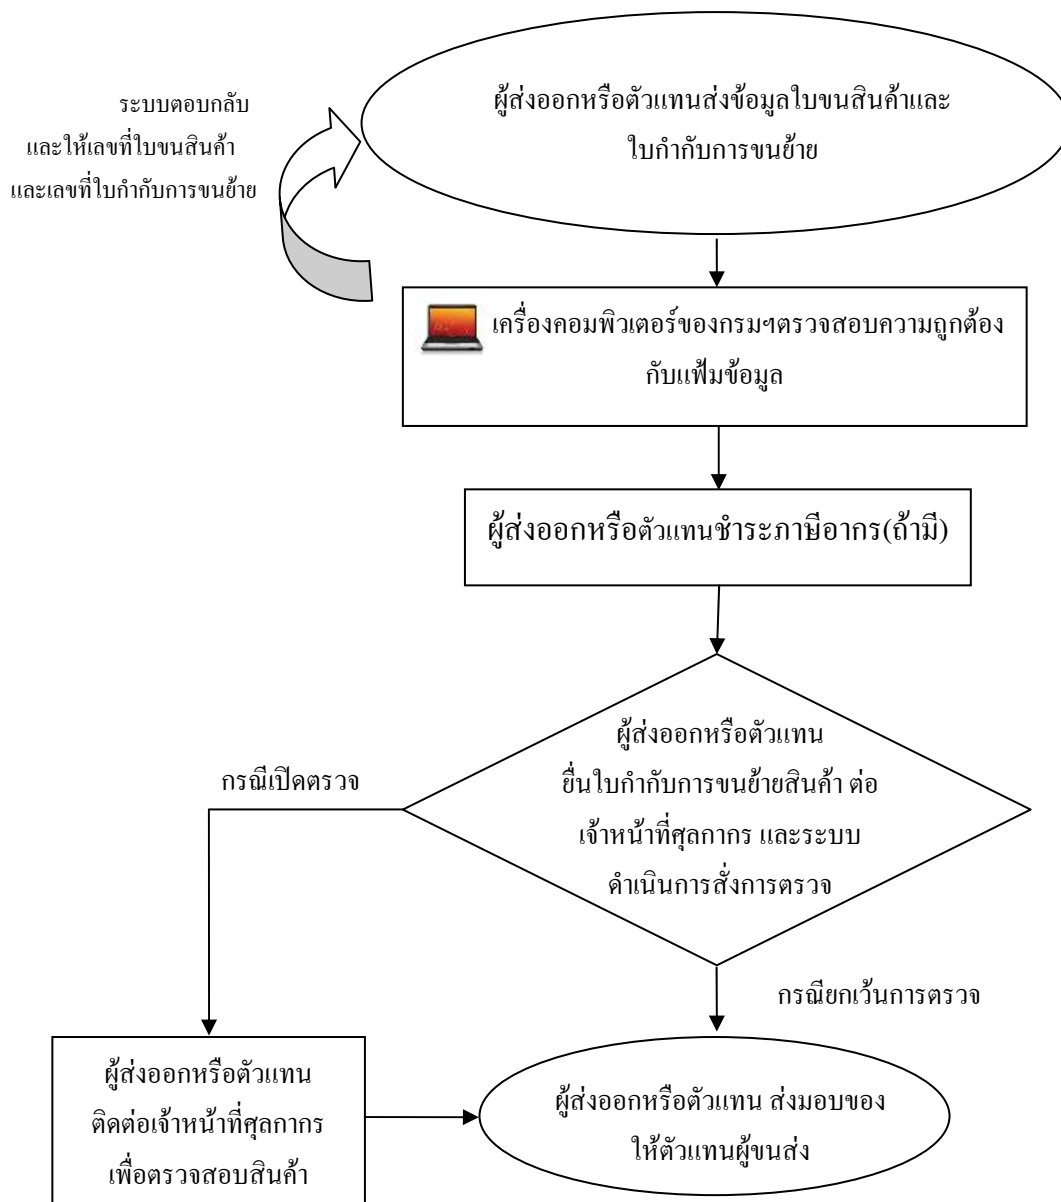 ผู้ส่งออกหรือตัวแทนส่งข้อมูลใบขนสินค้าและ
ใบกำกับการขนย้าย
ระบบตอบกลับ
และให้เลขที่ใบขนสินค้า
และเลขที่ใบกำกับการขนย้าย
เครื่องคอมพิวเตอร์ของกรมฯตรวจสอบความถูกต้อง
กับแฟ้มข้อมูล
ผู้ส่งออกหรือตัวแทนชำระภาษีอากร(ถ้ามี)
ผู้ส่งออกหรือตัวแทน
ยื่นใบกำกับการขนย้ายสินค้า ต่อ
เจ้าหน้าที่ศุลกากร และระบบ
ดำเนินการสั่งการตรวจ
กรณีเปิดตรวจ
กรณียกเว้นการตรวจ
ผู้ส่งออกหรือตัวแทน
ติดต่อเจ้าหน้าที่ศุลกากร
เพื่อตรวจสอบสินค้า
ผู้ส่งออกหรือตัวแทน ส่งมอบของ
ให้ตัวแทนผู้ขนส่ง